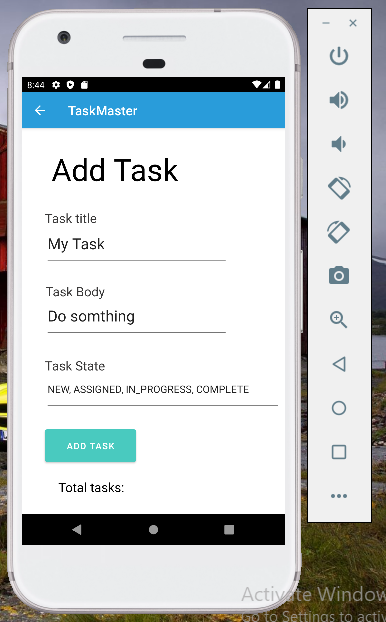 8:44
TaskMaster
Add Task
Task title
My Task
Task Body
Do somthing
Task State
NEW, ASSIGNED, IN_PROGRESS, COMPLETE
ADD TASK
Total tasks:
Activate Window
Go to Settings to activ